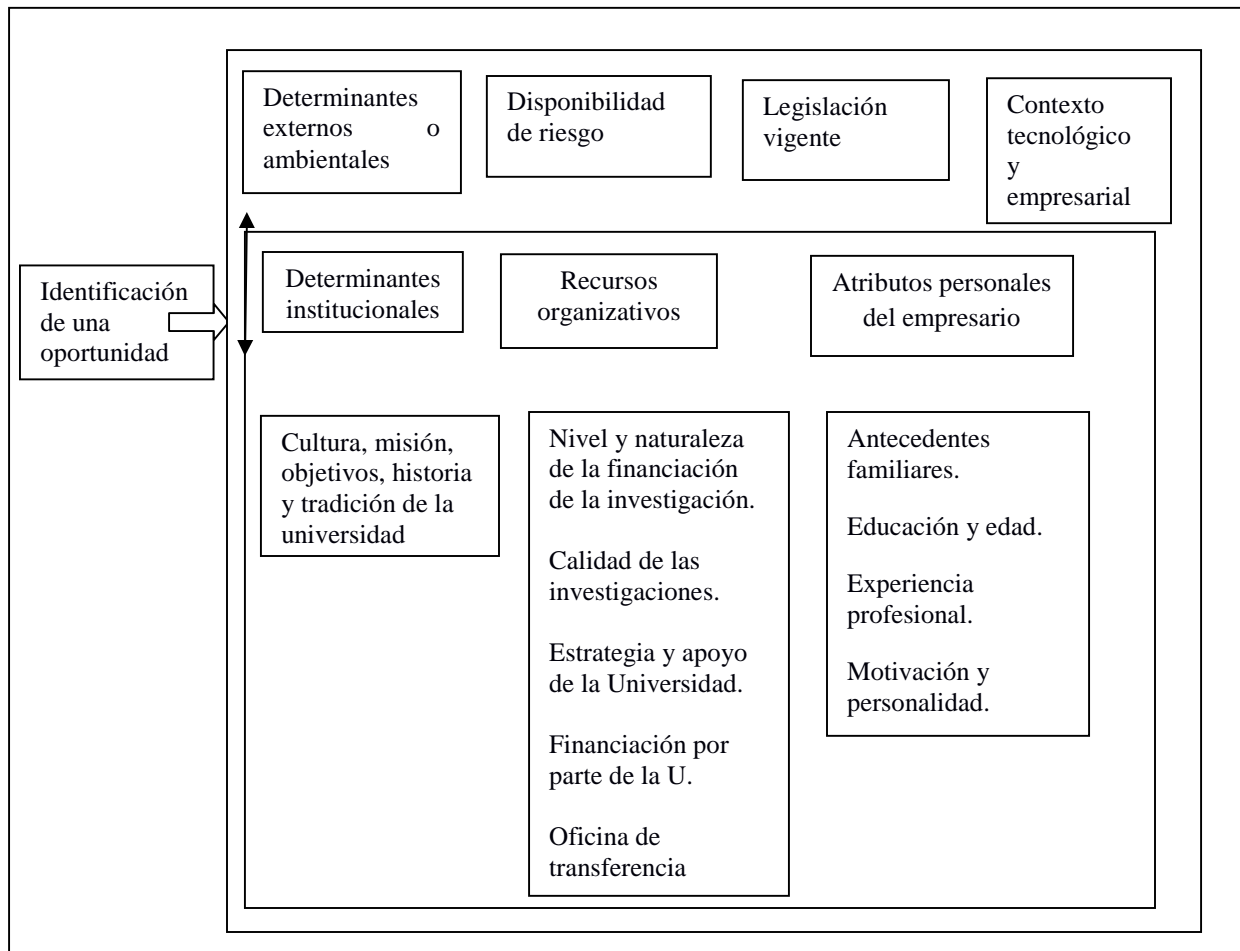 Determinantes
externos o
ambientales
Disponibilidad
de riesgo
Legislación
vigente
Contexto
tecnológico
y
empresarial
Identificación
de una
oportunidad
Determinantes
institucionales
Recursos
organizativos
Atributos personales
del empresario
Cultura, misión,
objetivos, historia
y tradición de la
universidad
Nivel y naturaleza
de la financiación
de la investigación.
Calidad de las
investigaciones.
Estrategia y apoyo
de la Universidad.
Financiación por
parte de la U.
Oficina de
transferencia
Antecedentes
familiares.
Educación y edad.
Experiencia
profesional.
Motivación y
personalidad.